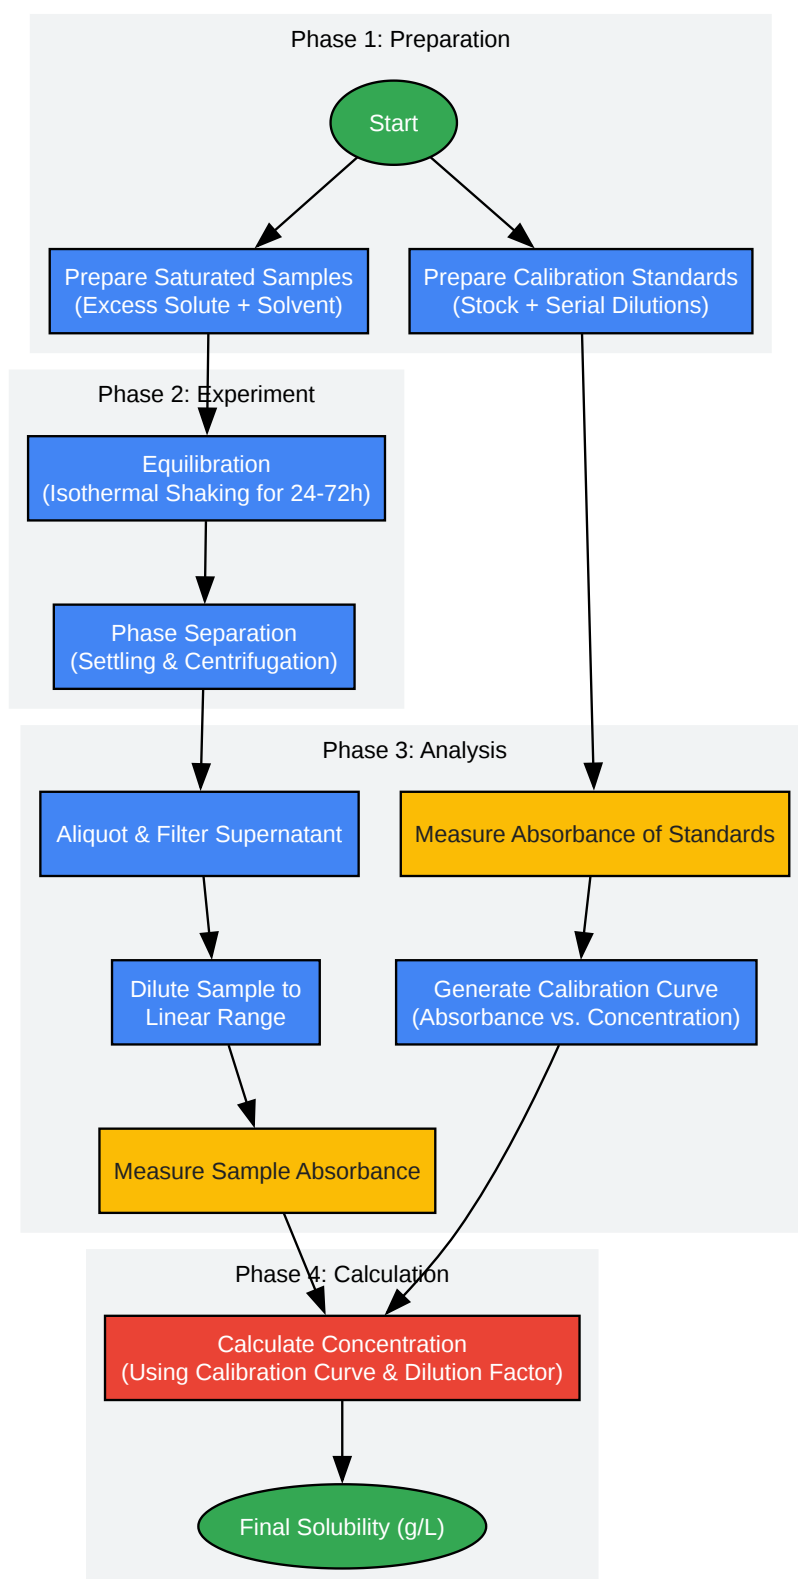 Phase 1: Preparation
Start
Prepare Saturated Samples
(Excess Solute + Solvent)
Prepare Calibration Standards
(Stock + Serial Dilutions)
Phase 2: Experiment
Equilibration
(Isothermal Shaking for 24-72h)
Phase Separation
(Settling & Centrifugation)
Phase 3: Analysis
Aliquot & Filter Supernatant
Measure Absorbance of Standards
Dilute Sample to
Linear Range
Generate Calibration Curve
(Absorbance vs. Concentration)
Measure Sample Absorbance
Phase 4: Calculation
Calculate Concentration
(Using Calibration Curve & Dilution Factor)
Final Solubility (g/L)